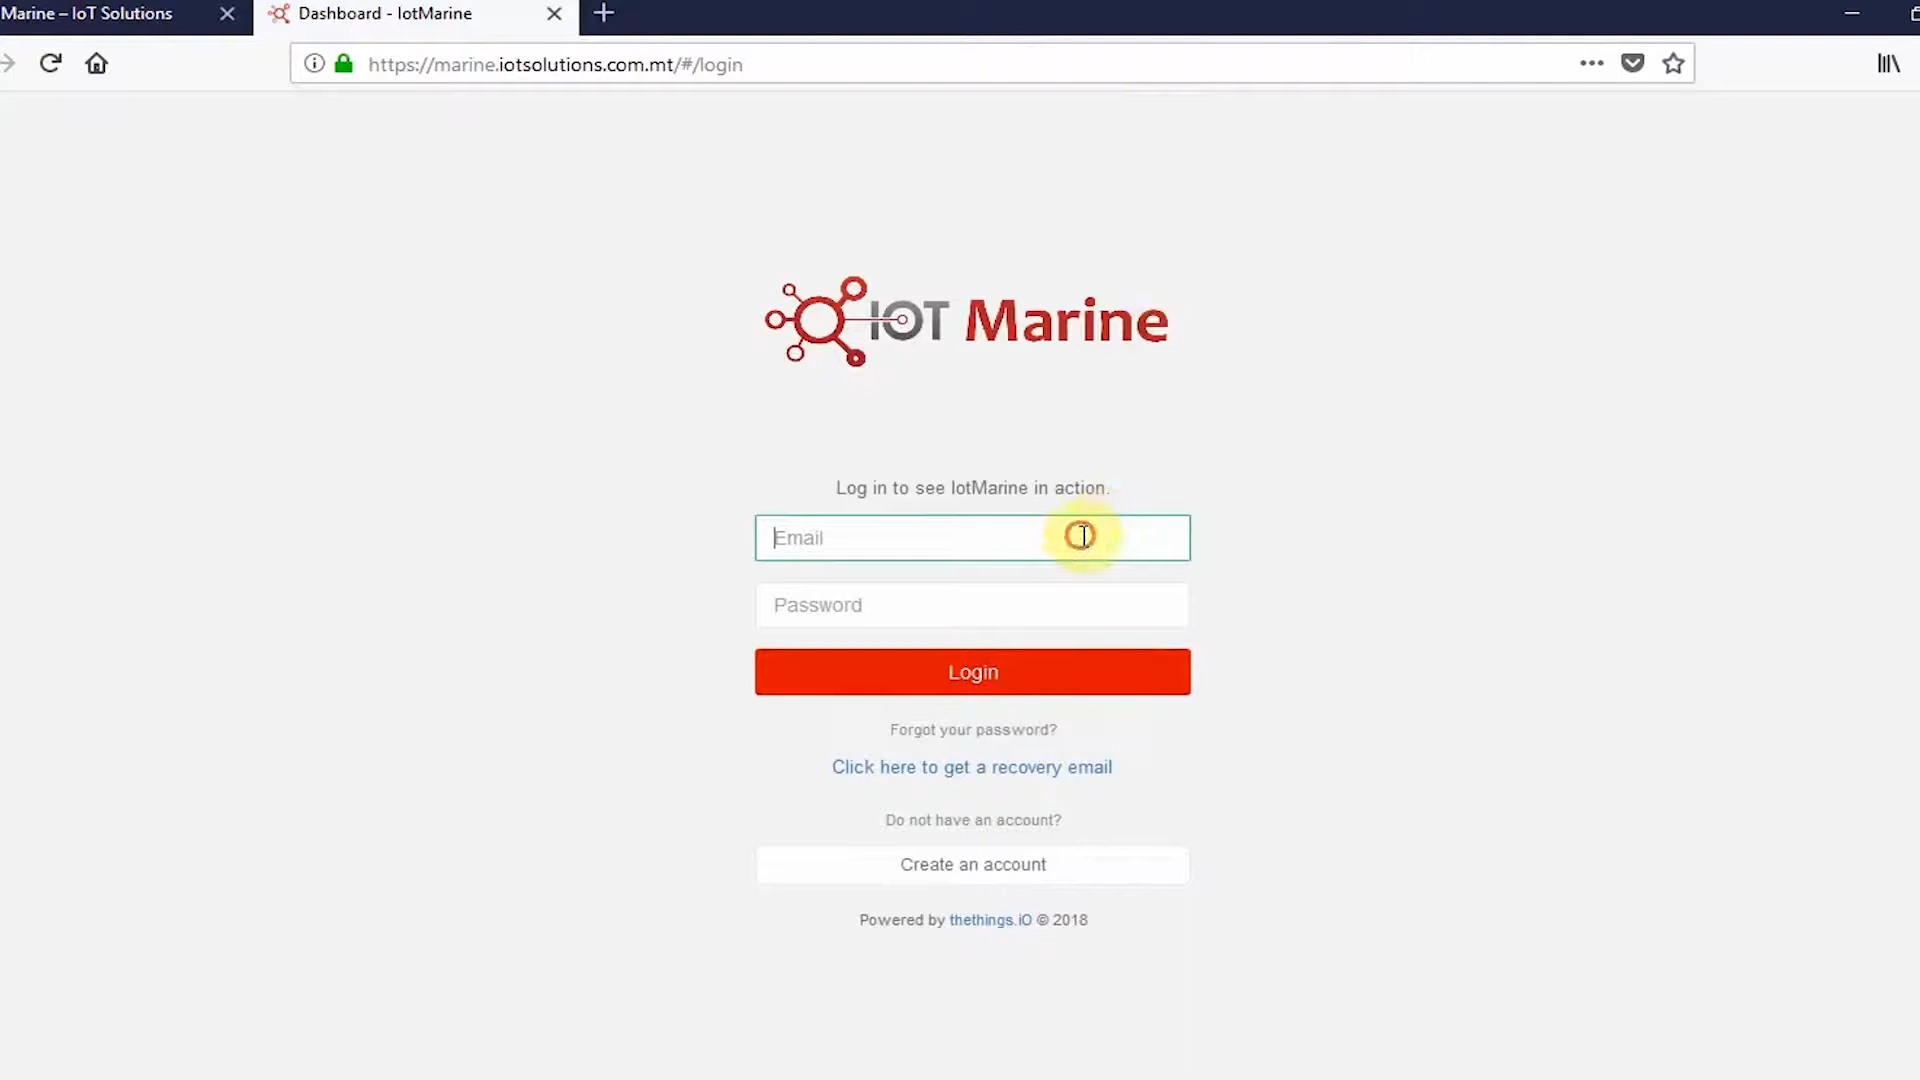 Marine – IoT Solutions
Dashboard - IotMarine
https://marine.iotsolutions.com.mt/#/login
IOT Marine
Log in to see IotMarine in action.
Email
Password
Login
Forgot your password?
Click here to get a recovery email
Do not have an account?
Create an account
Powered by thethings.iO © 2018